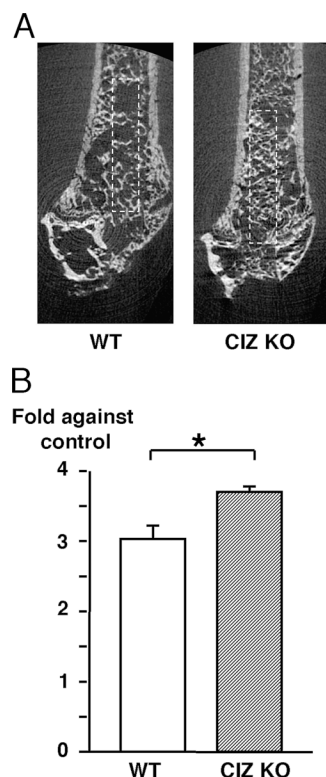 A
WT
CIZ KO
B
Fold against
control
*
4
3
2
1
0
WT
CIZ KO